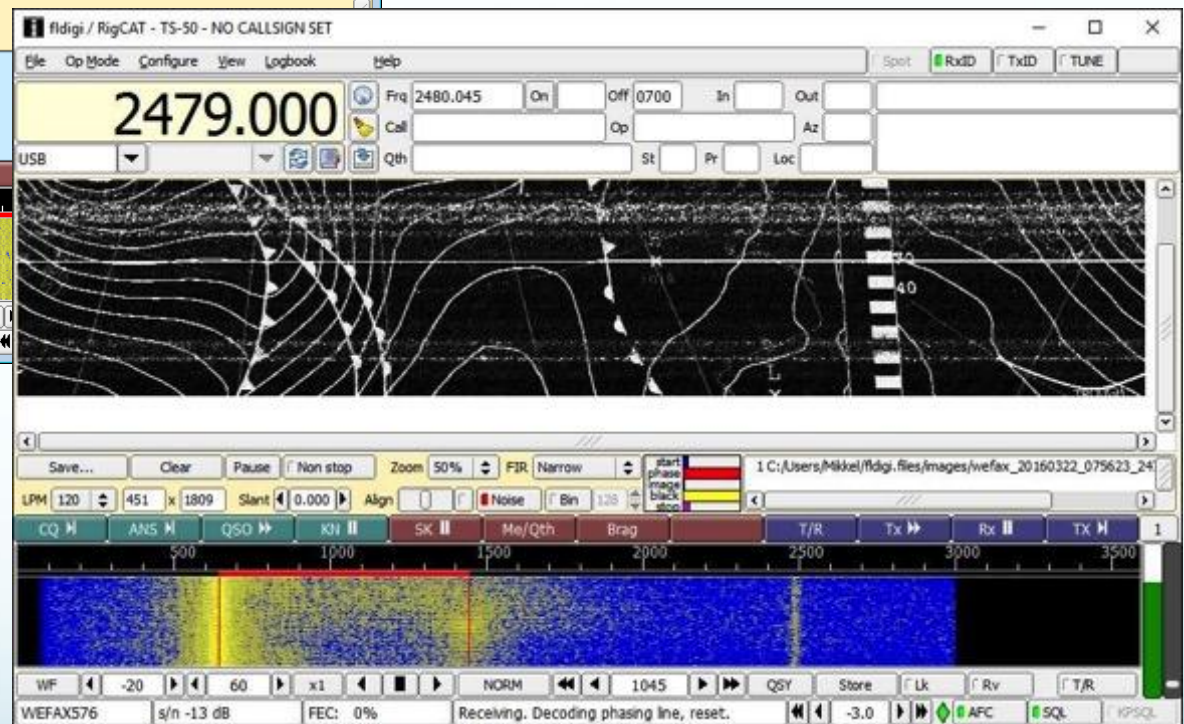 fldigi / RigCAT - TS-50 - NO CALLSIGN SET
File Op Mode Configure View Logbook Help
Spot RxID TxID TUNE
2479.000
Frq 2480.045 On Off 0700 In Out
Call Op Az
USB
Qth St Pr Loc
40
L
Save... Clear Pause Non stop Zoom 50% FIR Narrow
start
phase
image
black
stop
1 C:/Users/Mikkel/fldigi.files/images/wefax_20160322_075623_24
LPM 120 451 x 1809 Slant 0.000 Align Noise Bin 128
CQ ANS QSO KN SK Me/Qth Brag T/R Tx Rx TX 1
500 1000 1500 2000 2500 3000 3500
WF -20 60 x1 NORM 1045 QSY Store Lk Rv T/R
WEFAX576 s/n -13 dB FEC: 0% Receiving. Decoding phasing line, reset. -3.0 AFC SQL KPSQL